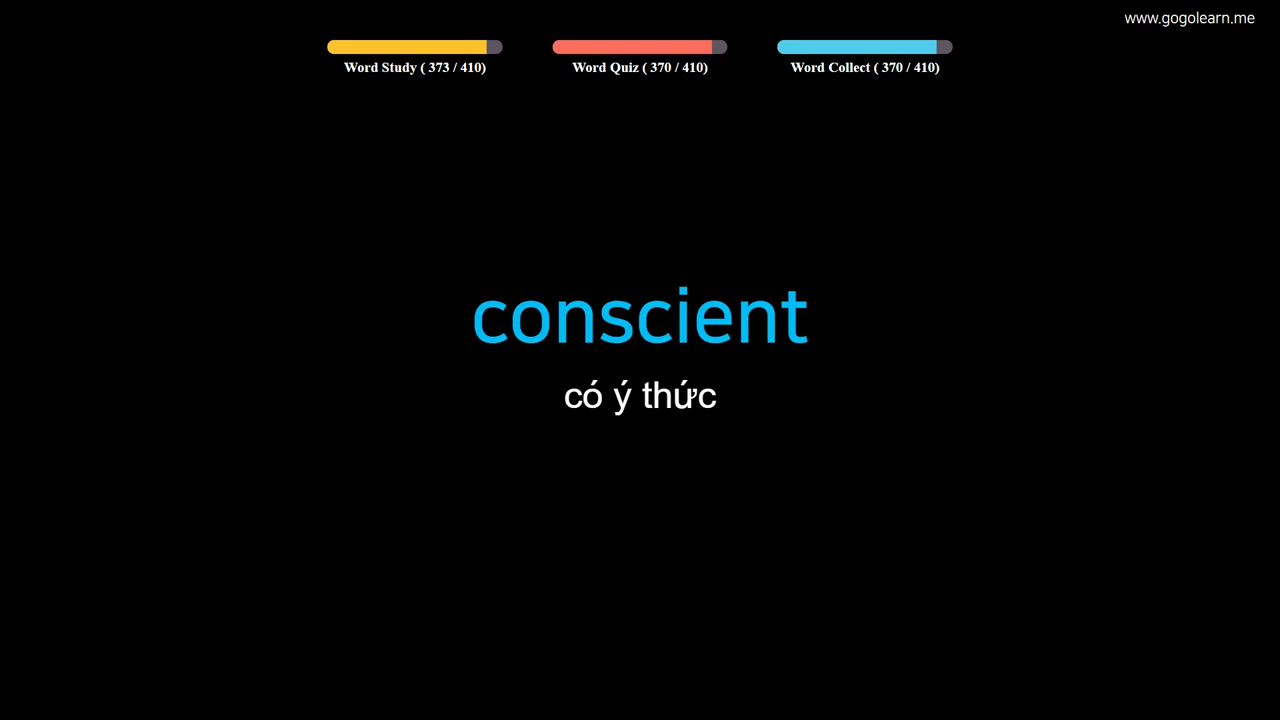 www.gogolearn.me
Word Study ( 373 / 410)
Word Quiz ( 370 / 410)
Word Collect ( 370 / 410)
conscient
có ý thức